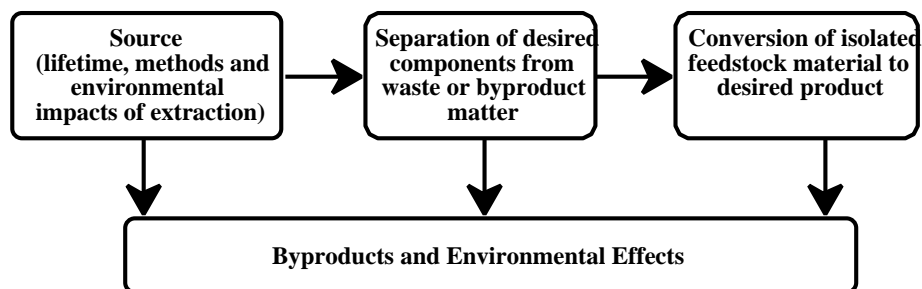 Source
(lifetime, methods and
environmental
impacts of extraction)
Separation of desired
components from
waste or byproduct
matter
Conversion of isolated
feedstock material to
desired product
Byproducts and Environmental Effects